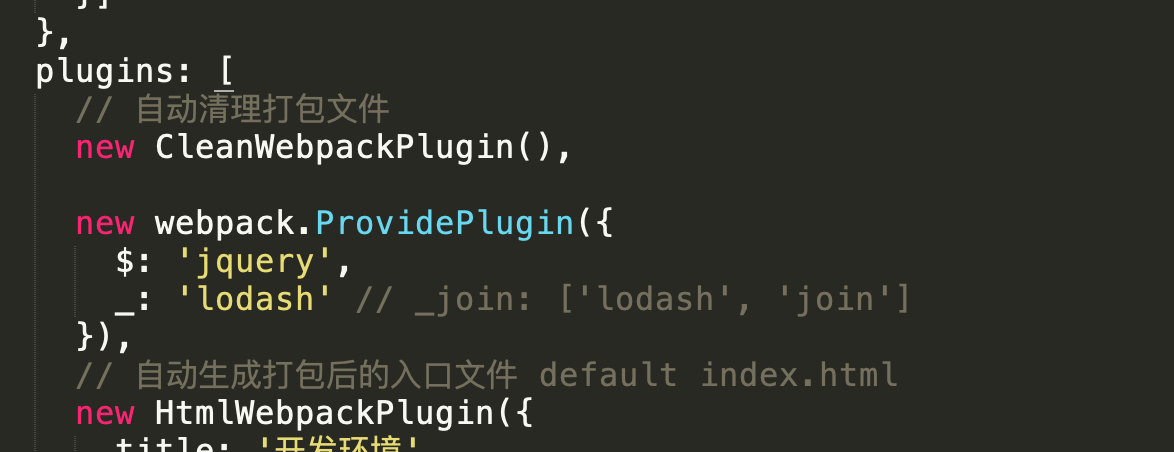 },
plugins: [
// 自动清理打包文件
new CleanWebpackPlugin(),
new webpack.ProvidePlugin({
$: 'jquery',
_: 'lodash' // _join: ['lodash', 'join']
}),
// 自动生成打包后的入口文件 default index.html
new HtmlWebpackPlugin({
title: '开发环境'